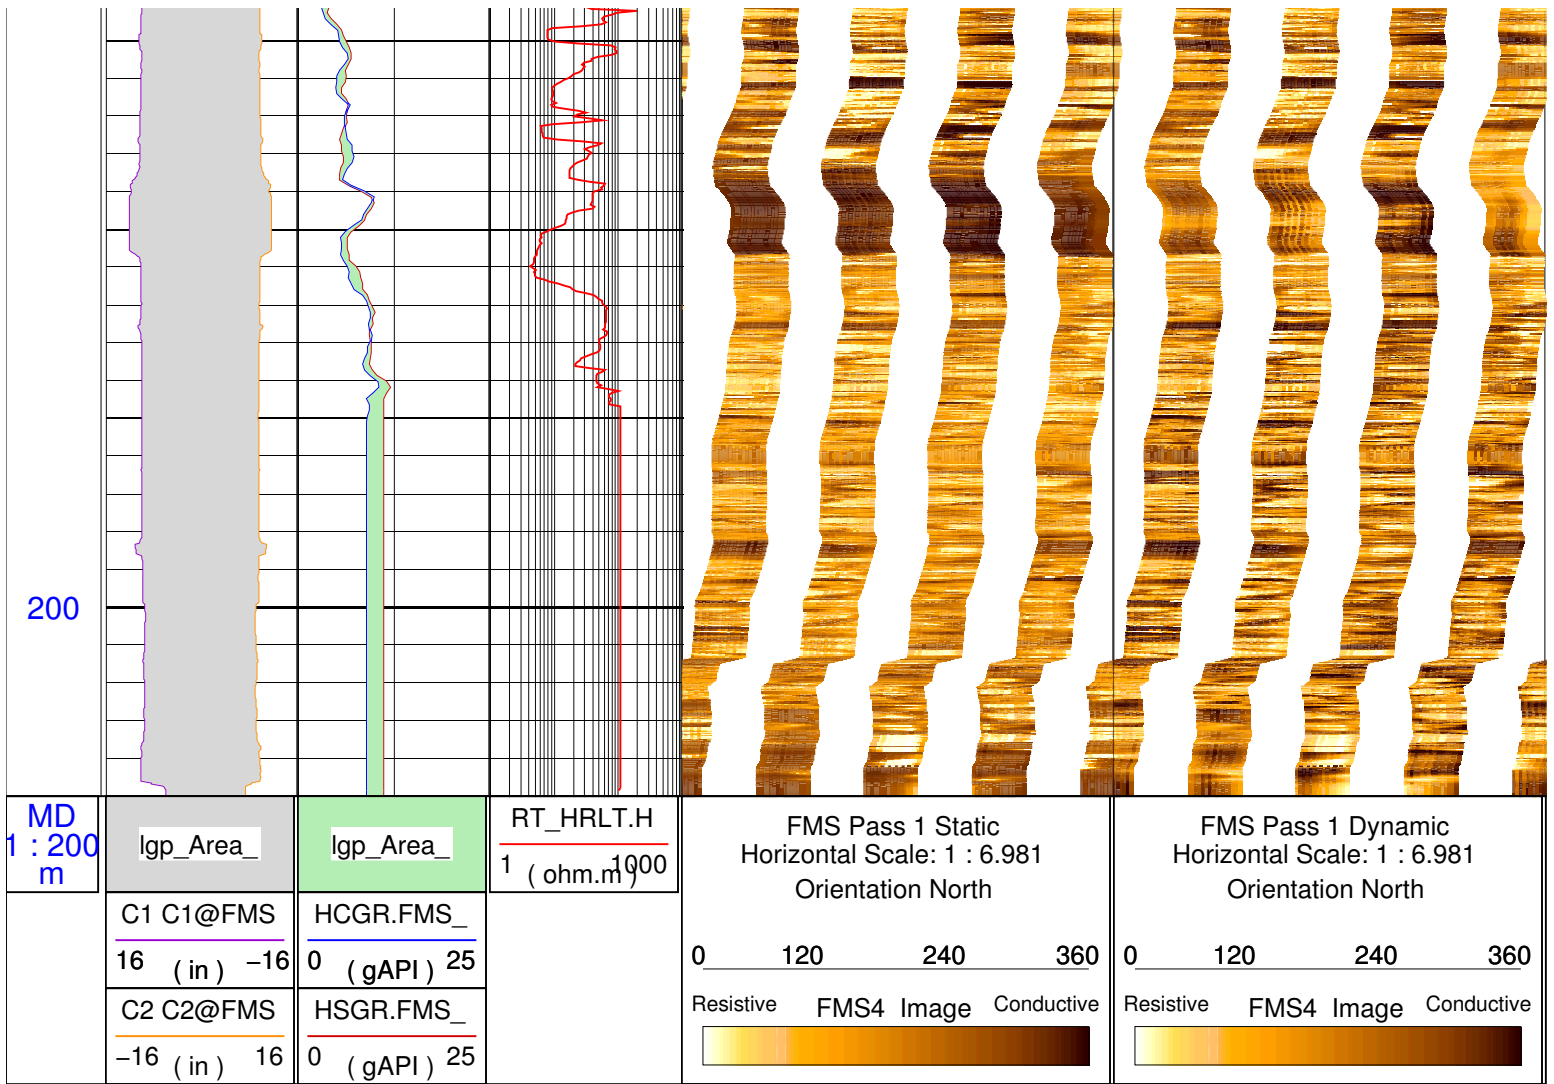 200
MD
1 : 200
m
lgp_Area_
lgp_Area_
RT_HRLT.H
1 ( ohm.m ) 1000
C1 C1@FMS
16 ( in ) −16
C2 C2@FMS
−16 ( in ) 16
HCGR.FMS_
0 ( gAPI ) 25
HSGR.FMS_
0 ( gAPI ) 25
FMS Pass 1 Static
Horizontal Scale: 1 : 6.981
Orientation North
0 120 240 360
Resistive FMS4 Image Conductive
FMS Pass 1 Dynamic
Horizontal Scale: 1 : 6.981
Orientation North
0 120 240 360
Resistive FMS4 Image Conductive